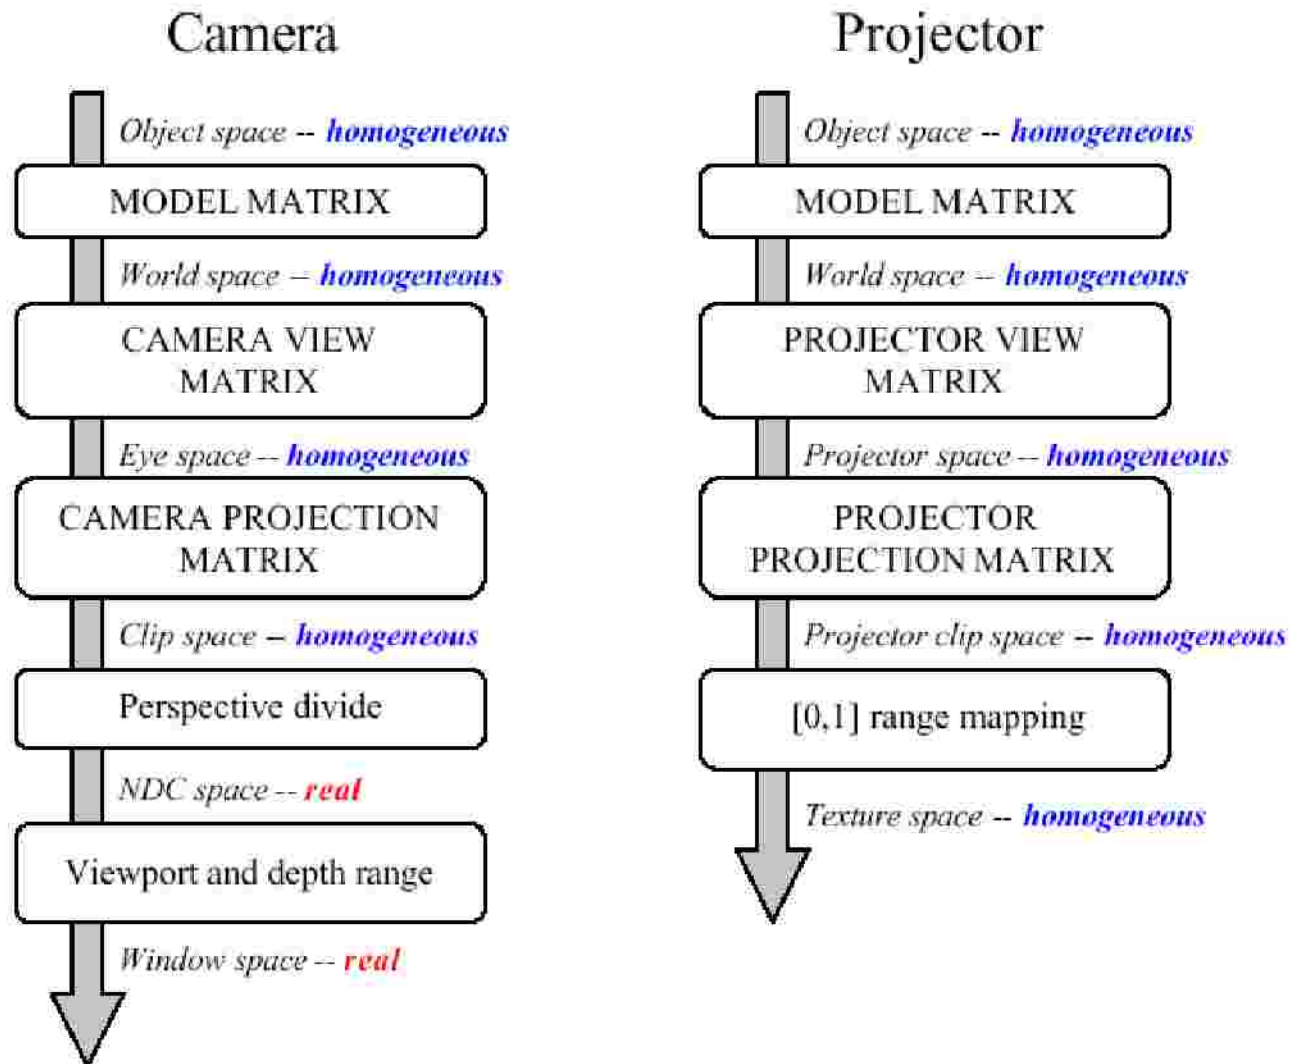 Camera
Object space -- homogeneous
MODEL MATRIX
World space -- homogeneous
CAMERA VIEW
MATRIX
Eye space -- homogeneous
CAMERA PROJECTION
MATRIX
Clip space -- homogeneous
Perspective divide
NDC space -- real
Viewport and depth range
Window space -- real
Projector
Object space -- homogeneous
MODEL MATRIX
World space -- homogeneous
PROJECTOR VIEW
MATRIX
Projector space -- homogeneous
PROJECTOR
PROJECTION MATRIX
Projector clip space -- homogeneous
[0,1] range mapping
Texture space -- homogeneous